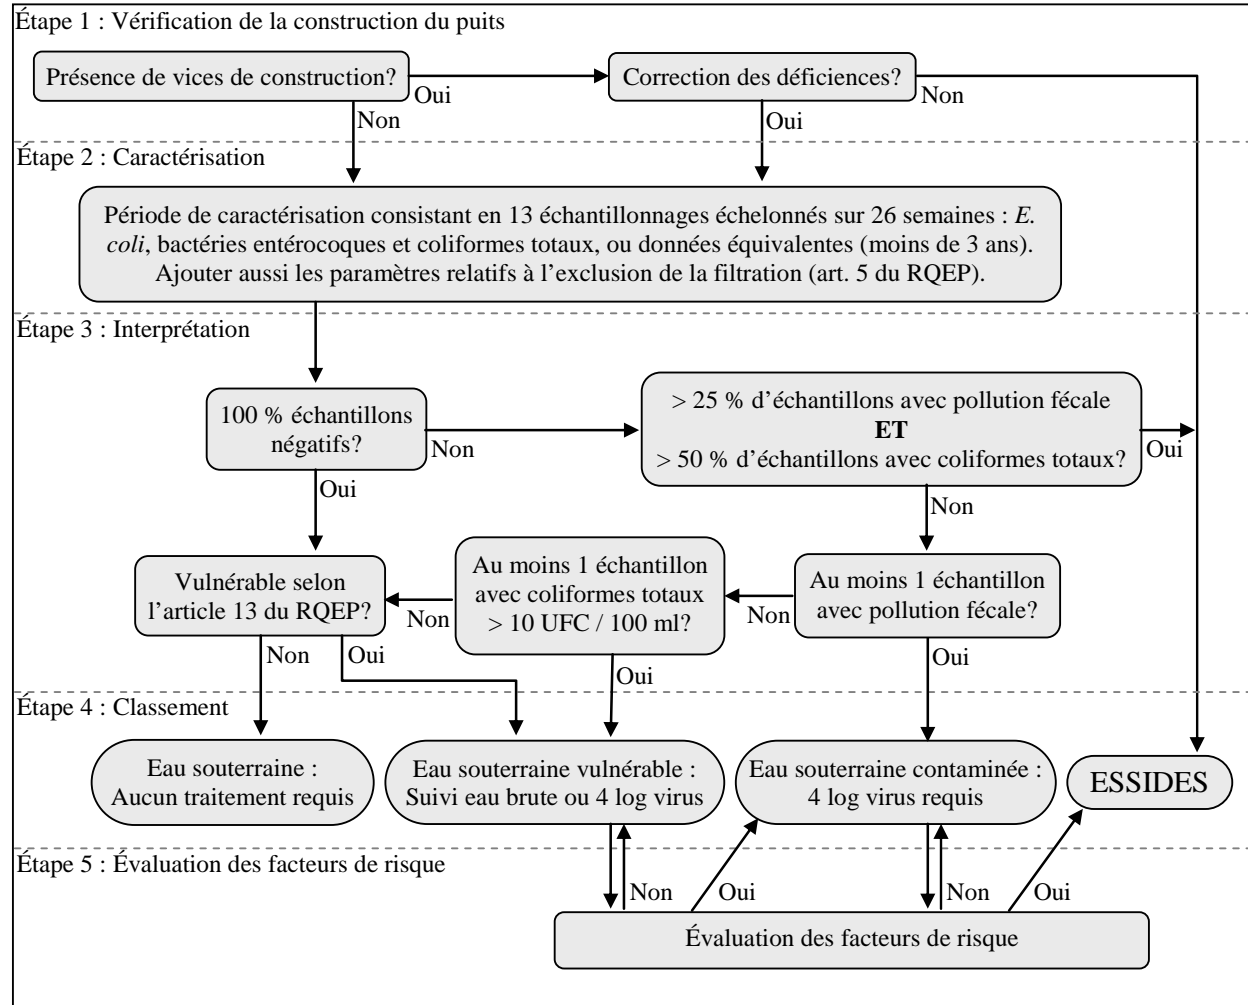 Étape 1 : Vérification de la construction du puits
Présence de vices de construction?
Oui
Correction des déficiences?
Non
Non
Oui
Étape 2 : Caractérisation
Période de caractérisation consistant en 13 échantillonnages échelonnés sur 26 semaines : E.
coli, bactéries entérocoques et coliformes totaux, ou données équivalentes (moins de 3 ans).
Ajouter aussi les paramètres relatifs à l’exclusion de la filtration (art. 5 du RQEP).
Étape 3 : Interprétation
100 % échantillons
négatifs?
Non
> 25 % d’échantillons avec pollution fécale
ET
> 50 % d’échantillons avec coliformes totaux?
Oui
Oui
Non
Vulnérable selon
l’article 13 du RQEP?
Non
Au moins 1 échantillon
avec coliformes totaux
> 10 UFC / 100 ml?
Non
Au moins 1 échantillon
avec pollution fécale?
Non
Oui
Oui
Oui
Étape 4 : Classement
Eau souterraine :
Aucun traitement requis
Eau souterraine vulnérable :
Suivi eau brute ou 4 log virus
Eau souterraine contaminée :
4 log virus requis
ESSIDES
Étape 5 : Évaluation des facteurs de risque
Non
Oui
Non
Oui
Évaluation des facteurs de risque